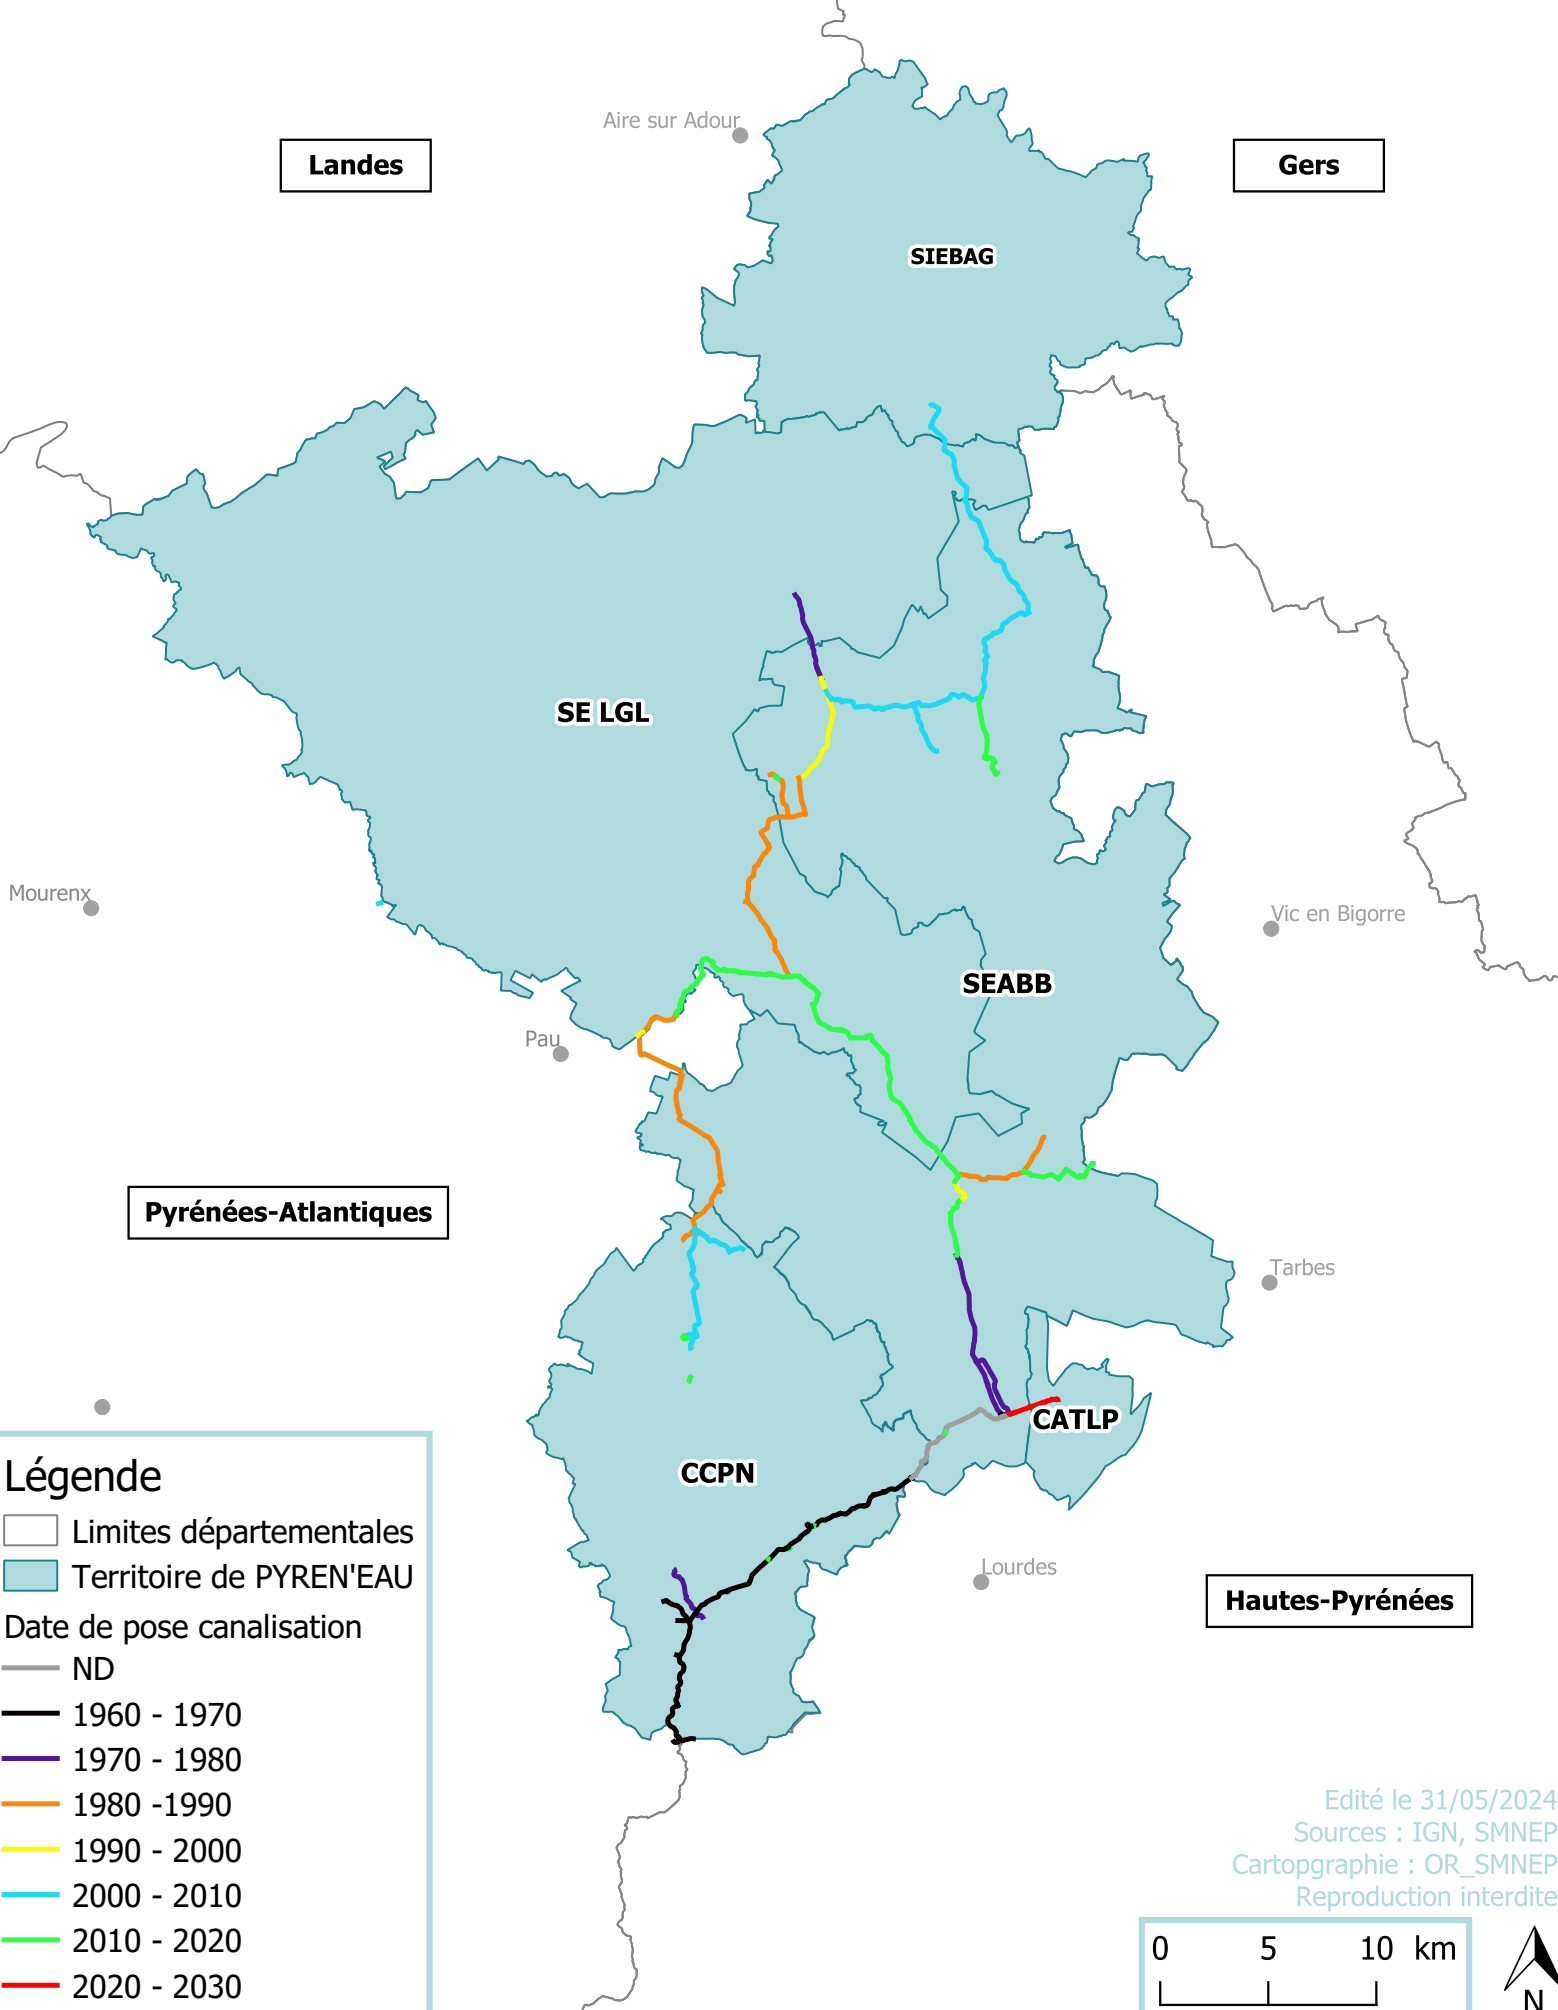 Aire sur Adour
Landes
Gers
SIEBAG
SE LGL
Mourenx
Vic en Bigorre
SEABB
Pau
Pyrénées-Atlantiques
Tarbes
CATLP
CCPN
Lourdes
Hautes-Pyrénées
Légende
Limites départementales
Territoire de PYREN'EAU
Date de pose canalisation
ND
1960 - 1970
1970 - 1980
1980 -1990
1990 - 2000
2000 - 2010
2010 - 2020
2020 - 2030
Edité le 31/05/2024
Sources : IGN, SMNEP
Cartopgraphie : OR_SMNEP
Reproduction interdite
0 5 10 km
N